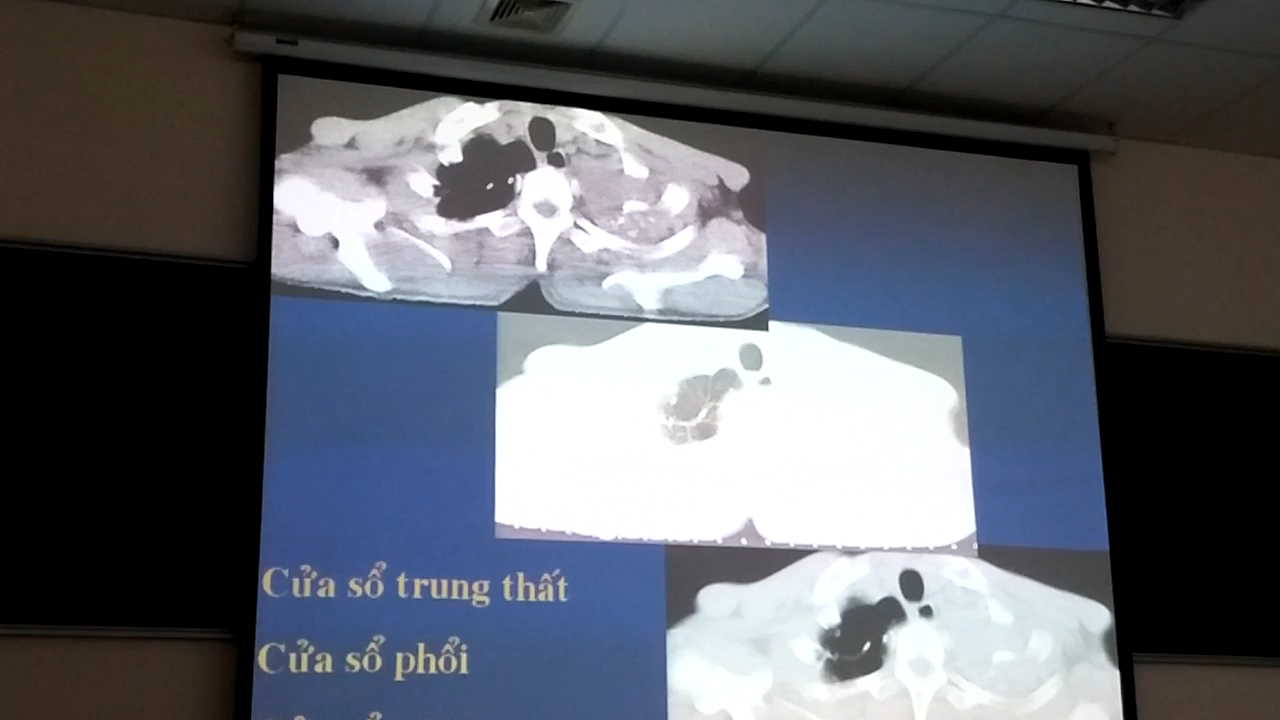 Cửa sổ trung thất
Cửa sổ phổi